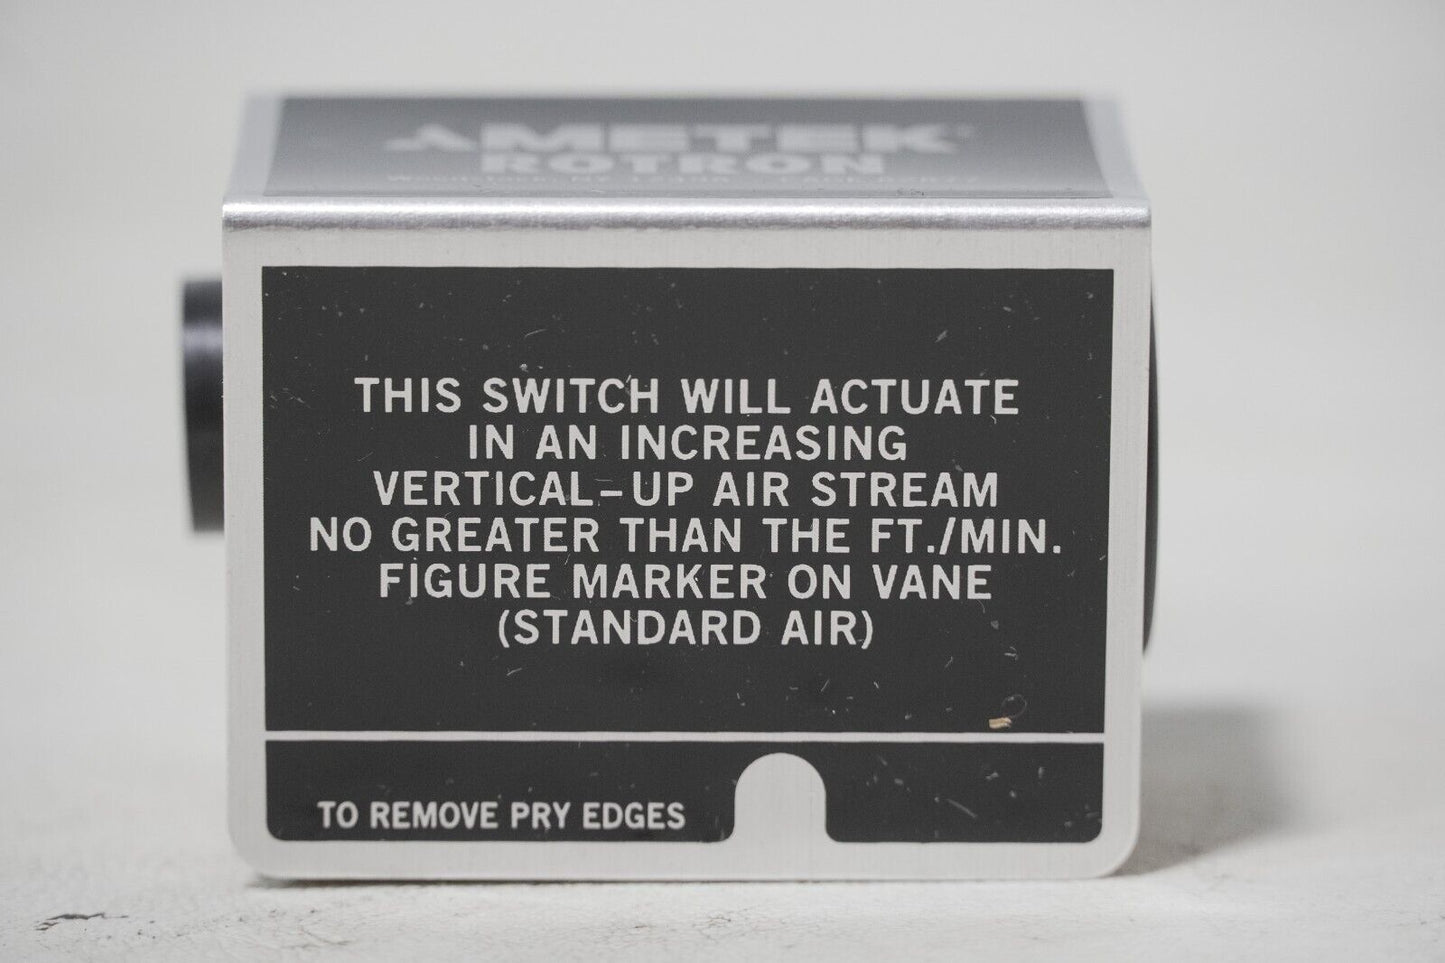 AMETEK
ROTRON
THIS SWITCH WILL ACTUATE
IN AN INCREASING
VERTICAL-UP AIR STREAM
NO GREATER THAN THE FT./MIN.
FIGURE MARKER ON VANE
(STANDARD AIR)
TO REMOVE PRY EDGES